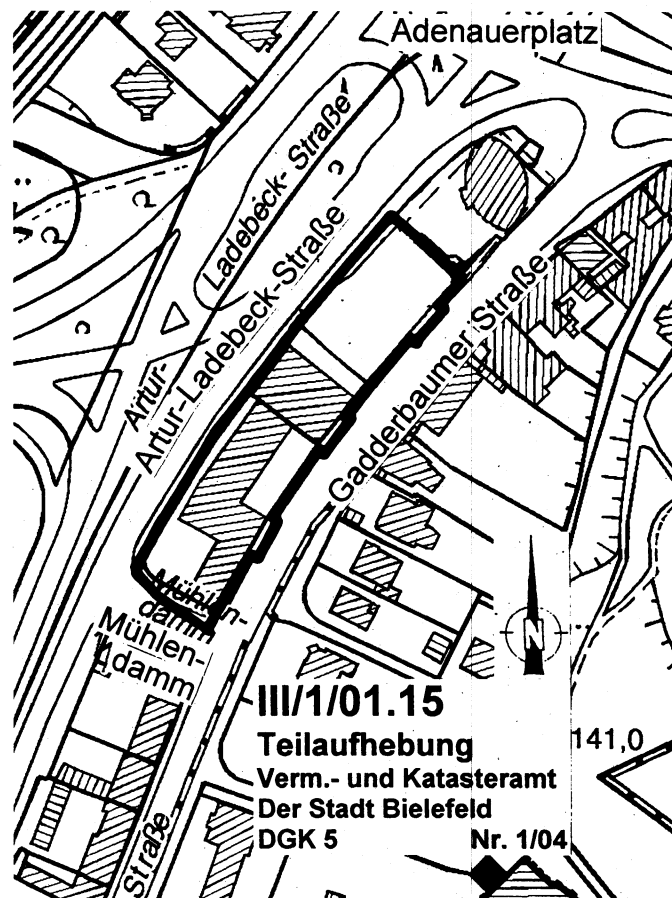 Adenauerplatz
Ladebeck- Straße
Artur-
Artur-Ladebeck-Straße
Gadderbaumer Straße
Mühlen-
damm
Mühlen-
damm
N
III/1/01.15
Teilaufhebung
141,0
Verm.- und Katasteramt
Der Stadt Bielefeld
DGK 5 Nr. 1/04
Straße